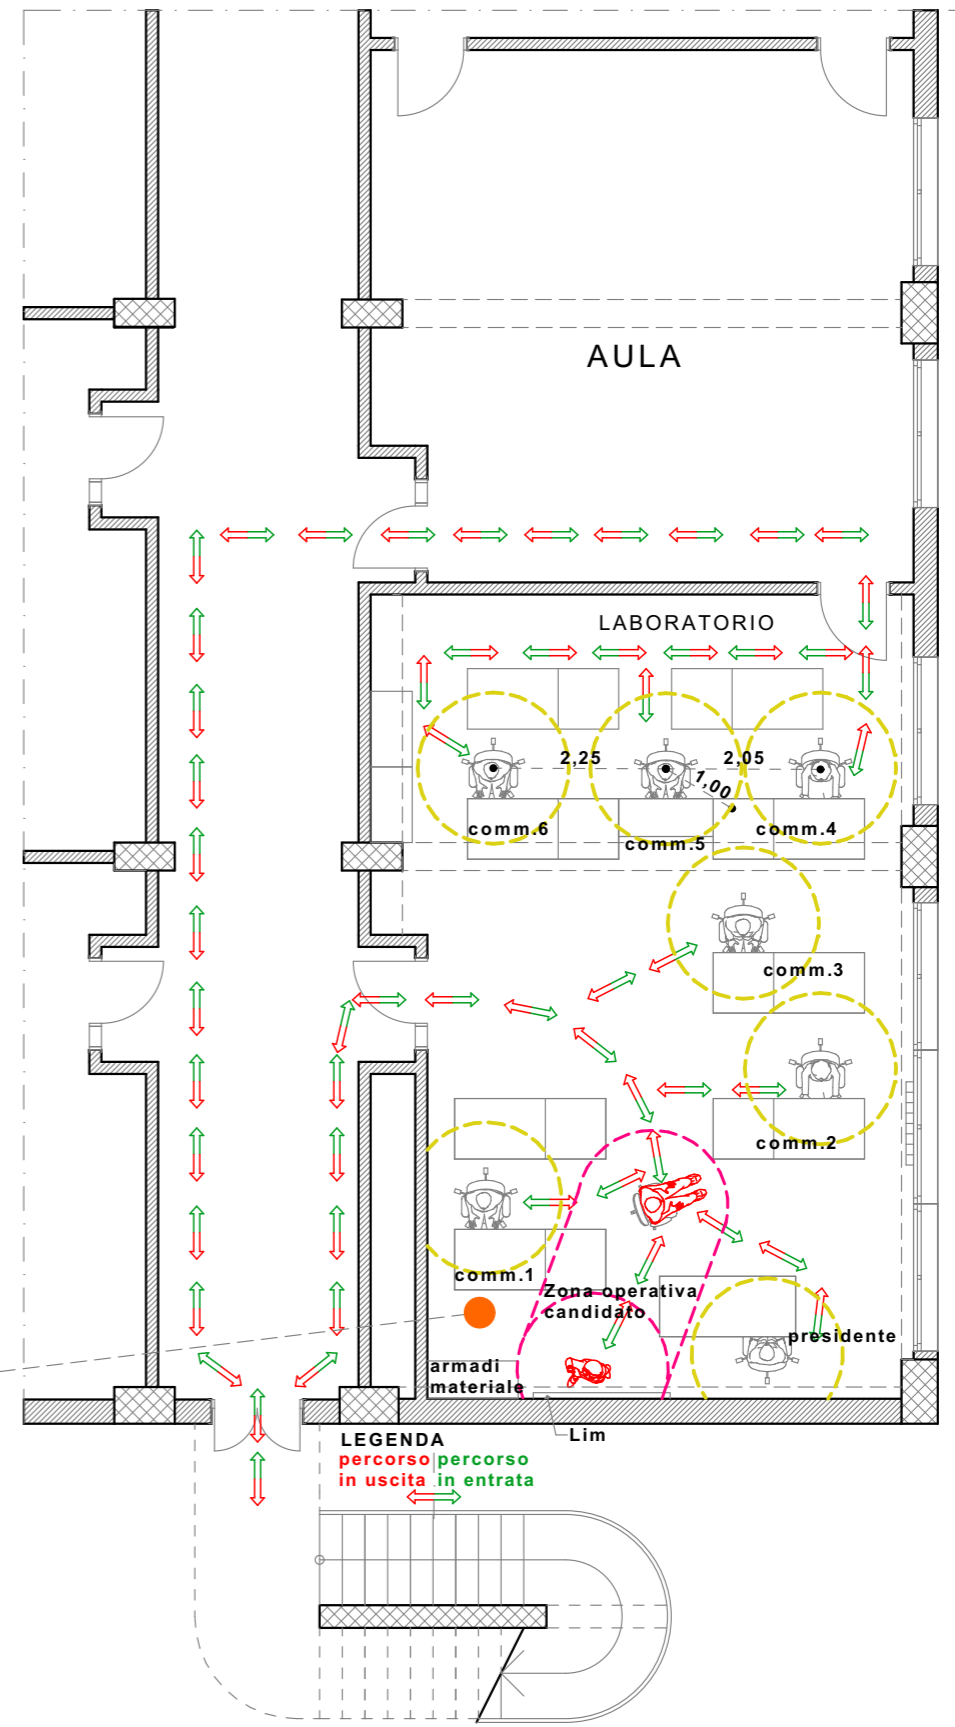 AULA
LABORATORIO
2,25
2,05
1,00
comm.6
comm.4
comm.5
comm.3
comm.2
comm.1
Zona operativa
candidato
presidente
armadi
materiale
Lim
LEGENDA
percorso percorso
in uscita in entrata